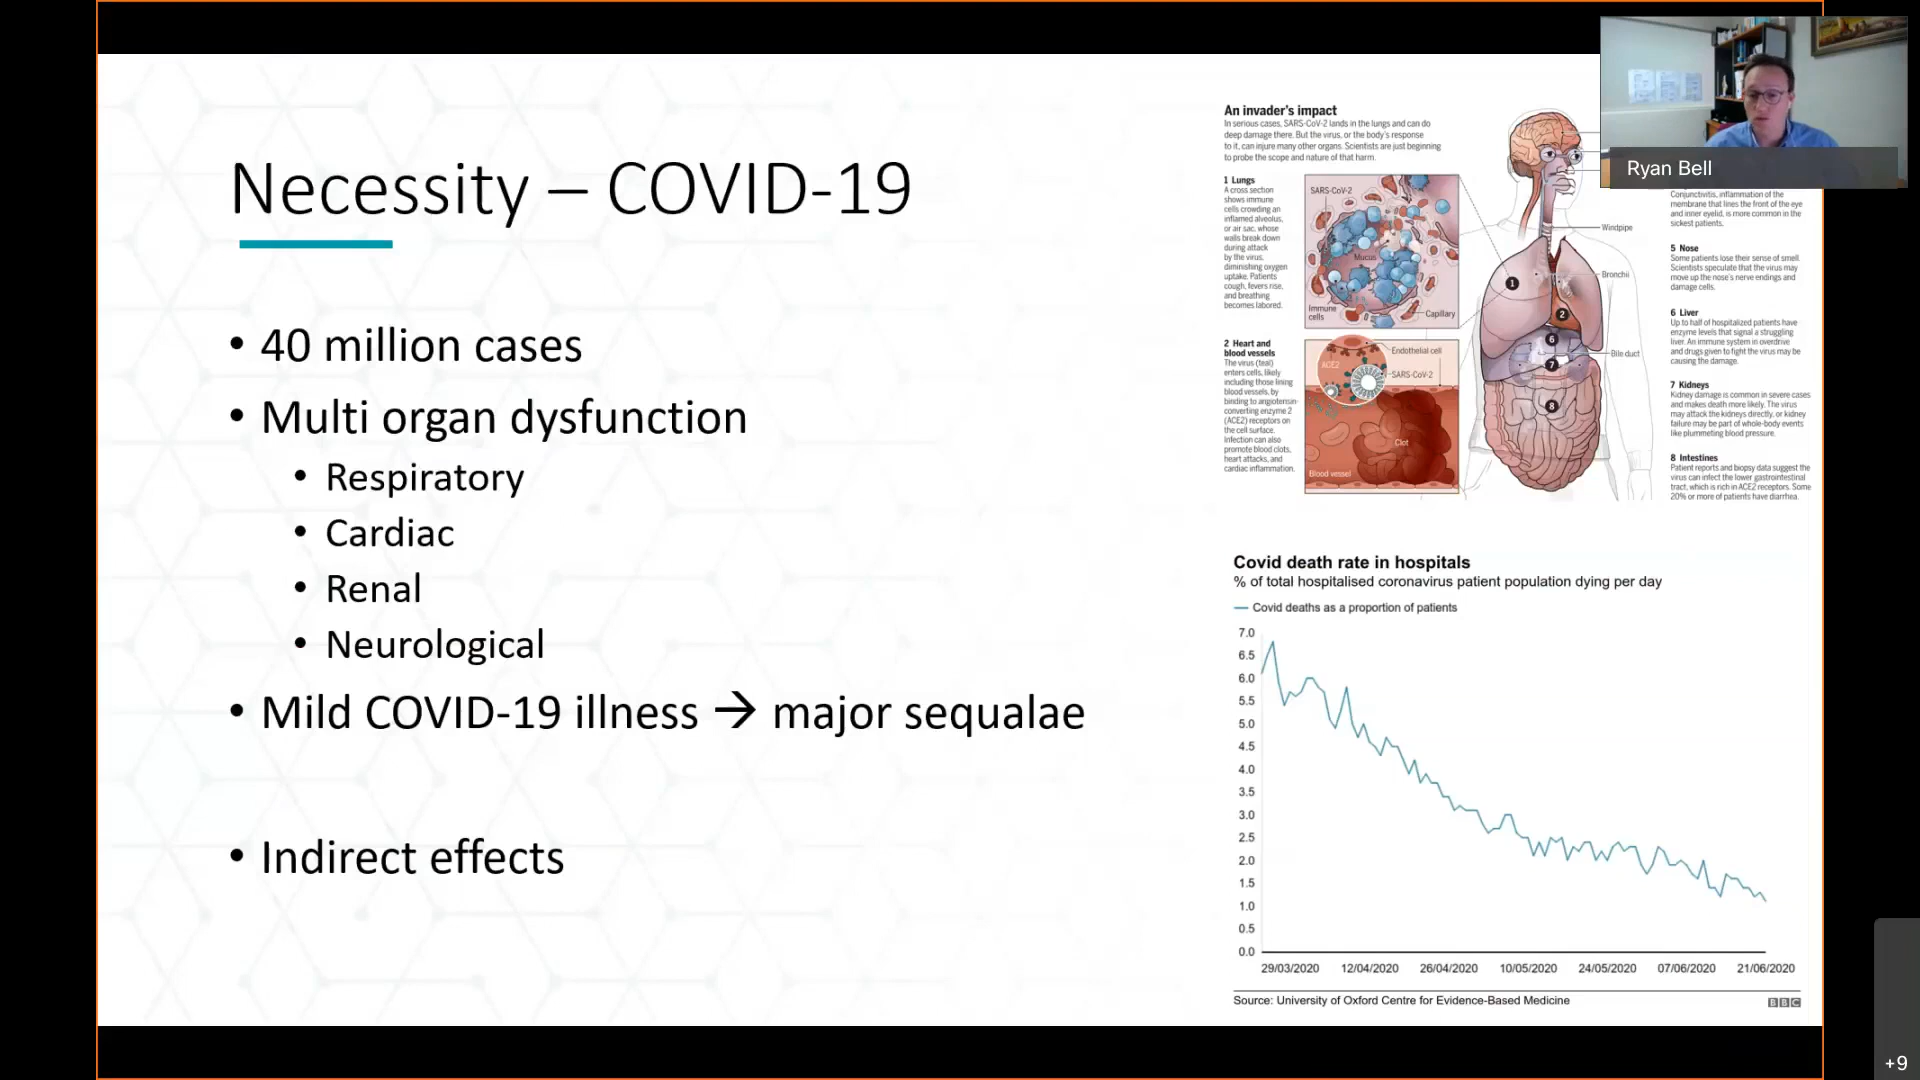 Necessity – COVID-19
• 40 million cases
• Multi organ dysfunction
• Respiratory
• Cardiac
• Renal
• Neurological
• Mild COVID-19 illness → major sequalae
• Indirect effects
An invader's impact
In serious cases, SARS-CoV-2 lands in the lungs and can do
deep damage there. But the virus, or the body's response
to it, can injure many other organs. Scientists are just beginning
to probe the scope and nature of that harm.
1 Lungs
A cross section
shows immune
cells crowding an
inflamed alveolus,
or air sac, whose
walls break down
during attack
by the virus,
diminishing oxygen
uptake. Patients
cough, fevers rise,
and breathing
becomes labored.
SARS-CoV-2
Mucus
Immune
cells
Capillary
2 Heart and
blood vessels
The virus (teal)
enters cells, likely
including those lining
blood vessels, by
binding to angiotensin-
converting enzyme 2
(ACE2) receptors on
the cell surface.
Infection can also
promote blood clots,
heart attacks, and
cardiac inflammation.
Endothelial cell
ACE2
SARS-CoV-2
Clot
Blood vessel
Windpipe
Bronchi
Bile duct
1
2
6
7
8
Ryan Bell
Conjunctivitis, inflammation of the
membrane that lines the front of the eye
and inner eyelid, is more common in the
sickest patients.
5 Nose
Some patients lose their sense of smell.
Scientists speculate that the virus may
move up the nose's nerve endings and
damage cells.
6 Liver
Up to half of hospitalized patients have
enzyme levels that signal a struggling
liver. An immune system in overdrive
and drugs given to fight the virus may be
causing the damage.
7 Kidneys
Kidney damage is common in severe cases
and makes death more likely. The virus
may attack the kidneys directly, or kidney
failure may be part of whole-body events
like plummeting blood pressure.
8 Intestines
Patient reports and biopsy data suggest the
virus can infect the lower gastrointestinal
tract, which is rich in ACE2 receptors. Some
20% or more of patients have diarrhea.
Covid death rate in hospitals
% of total hospitalised coronavirus patient population dying per day
Covid deaths as a proportion of patients
7.0
6.5
6.0
5.5
5.0
4.5
4.0
3.5
3.0
2.5
2.0
1.5
1.0
0.5
0.0
29/03/2020 12/04/2020 26/04/2020 10/05/2020 24/05/2020 07/06/2020 21/06/2020
Source: University of Oxford Centre for Evidence-Based Medicine
BBC
+9